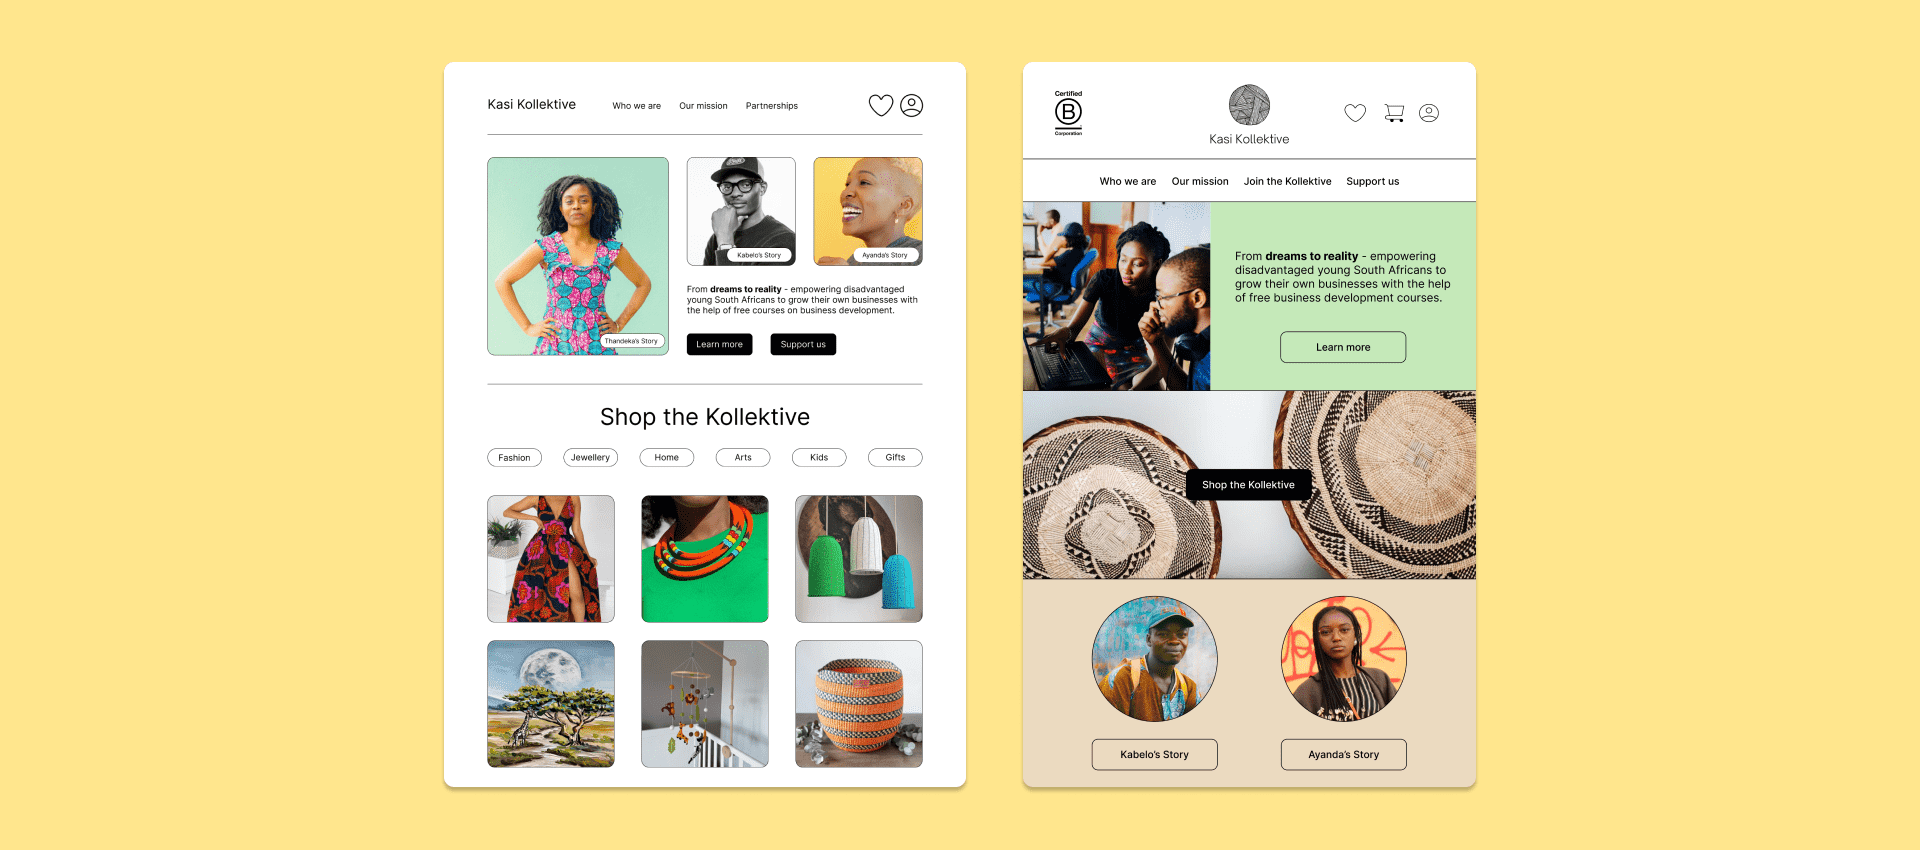 Kasi Kollektive
Who we are
Our mission
Partnerships
Kabelo's Story
Ayanda's Story
Thandeka's Story
From dreams to reality - empowering disadvantaged
young South Africans to grow their own businesses with
the help of free courses on business development.
Learn more
Support us
Shop the Kollektive
Fashion
Jewellery
Home
Arts
Kids
Gifts
Certified
B
Corporation
Kasi Kollektive
Who we are
Our mission
Join the Kollektive
Support us
From dreams to reality - empowering
disadvantaged young South Africans to
grow their own businesses with the help
of free business development courses.
Learn more
Shop the Kollektive
Kabelo's Story
Ayanda's Story